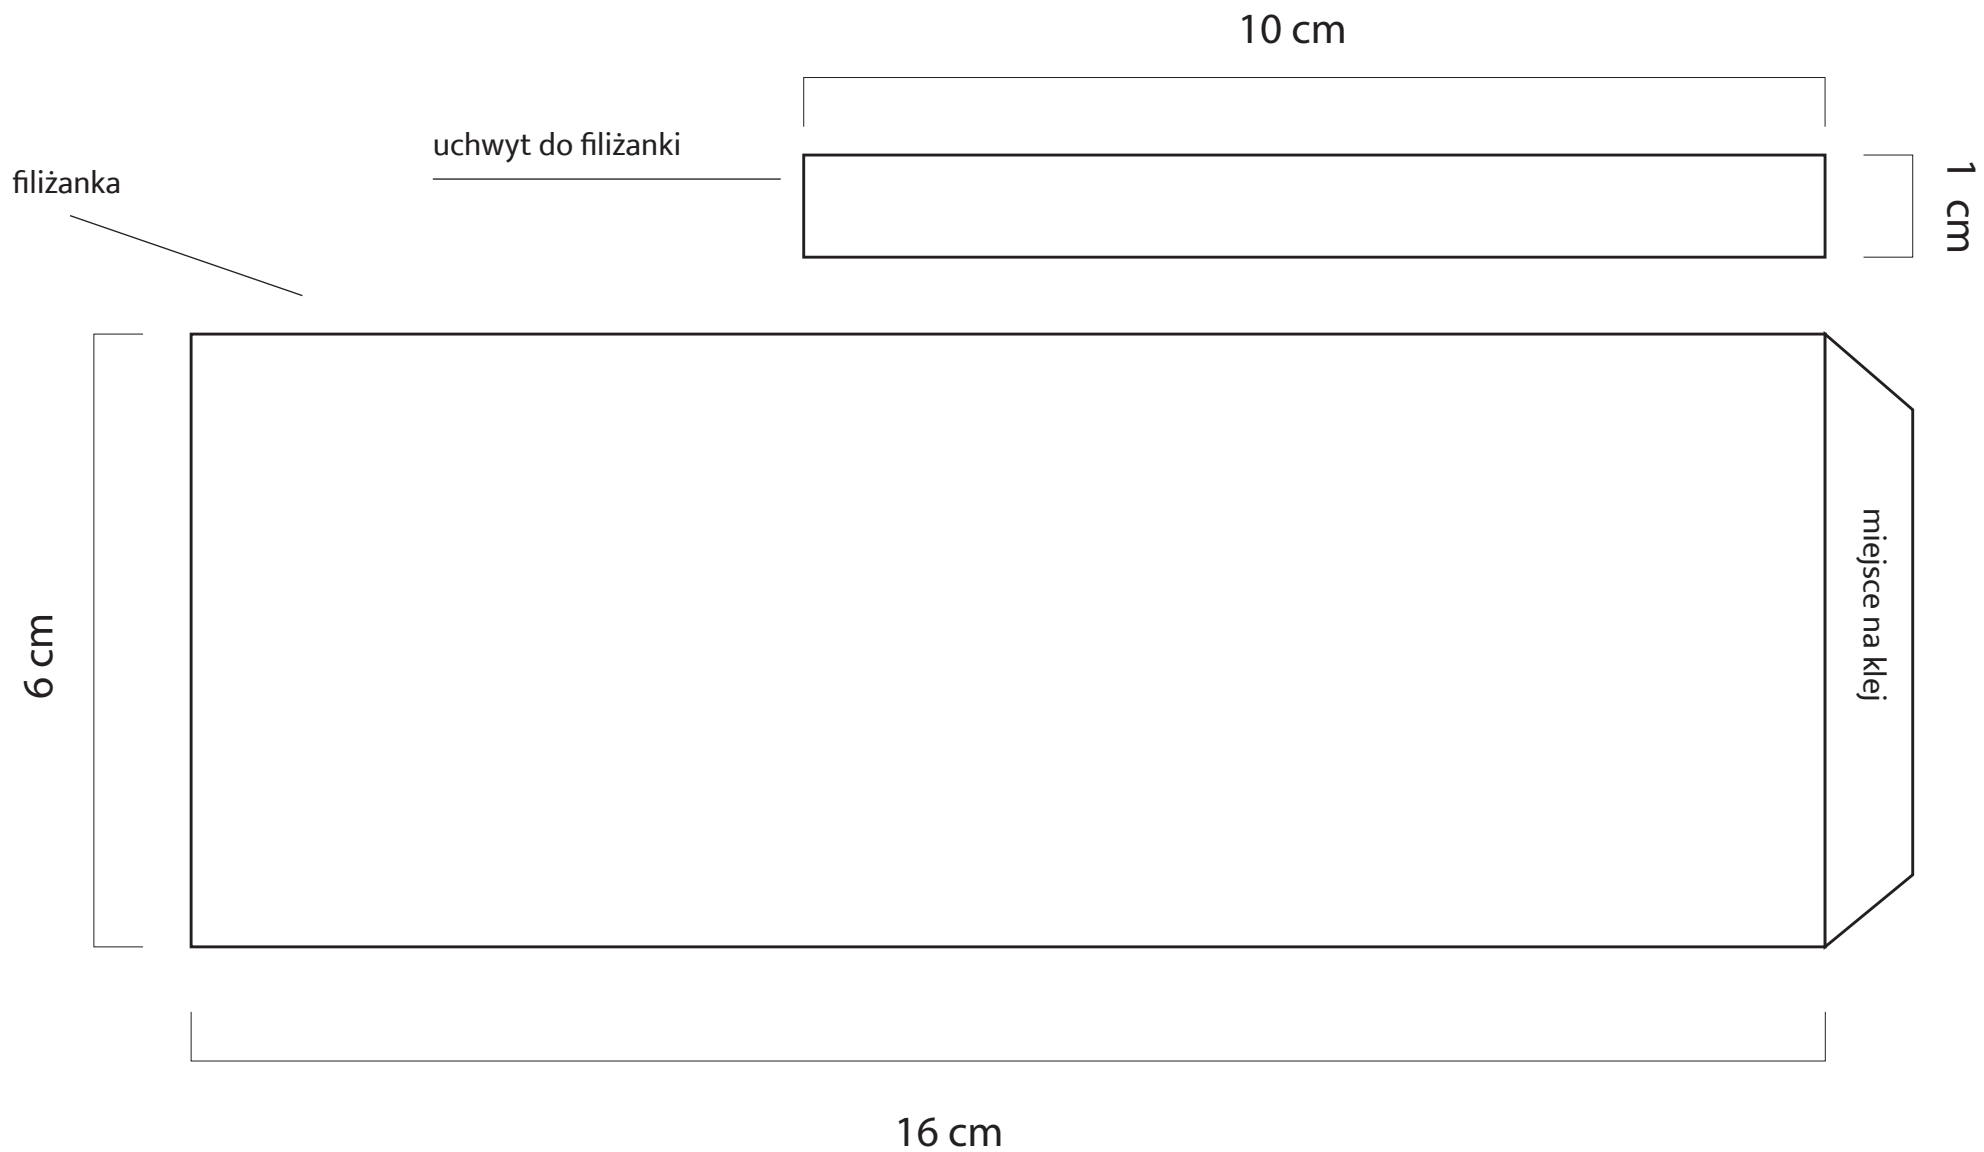 10 cm
uchwyt do filiżanki
1 cm
filiżanka
6 cm
miejsce na klej
16 cm